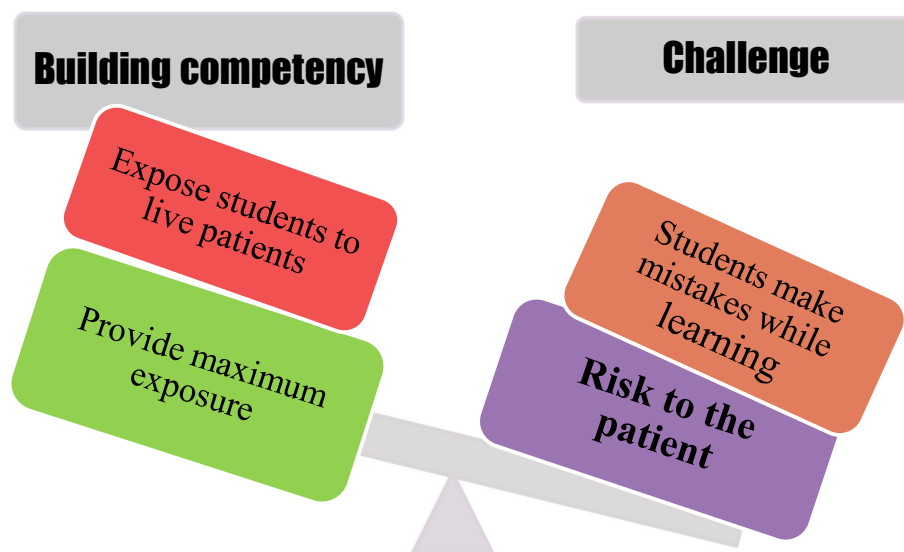 Building competency
Challenge
Expose students to
live patients
Provide maximum
exposure
Students make
mistakes while
learning
Risk to the
patient